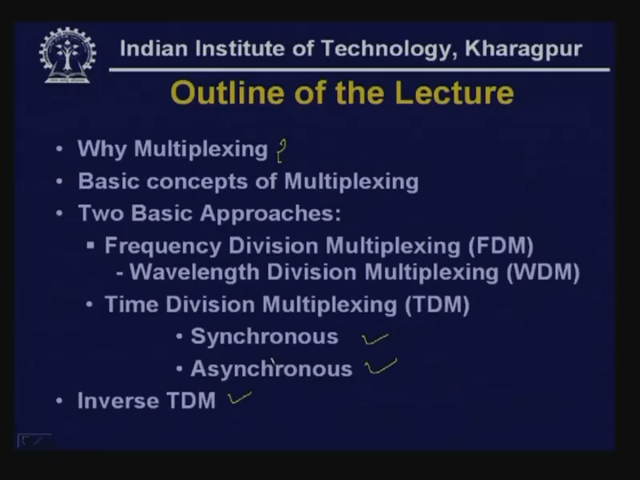 Indian Institute of Technology, Kharagpur
Outline of the Lecture
• Why Multiplexing ?
• Basic concepts of Multiplexing
• Two Basic Approaches:
▪ Frequency Division Multiplexing (FDM)
- Wavelength Division Multiplexing (WDM)
• Time Division Multiplexing (TDM)
• Synchronous
• Asynchronous
• Inverse TDM